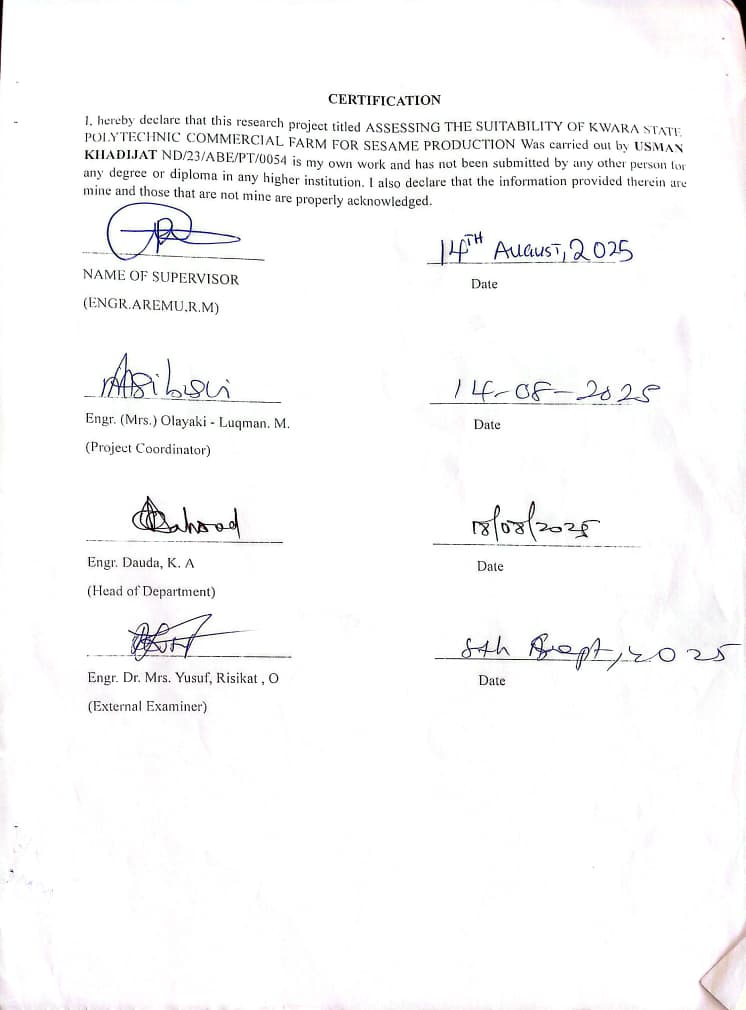 CERTIFICATION
I, hereby declare that this research project titled ASSESSING THE SUITABILITY OF KWARA STATE
POLYTECHNIC COMMERCIAL FARM FOR SESAME PRODUCTION Was carried out by USMAN
KHADIJAT ND/23/ABE/PT/0054 is my own work and has not been submitted by any other person for
any degree or diploma in any higher institution. I also declare that the information provided therein are
mine and those that are not mine are properly acknowledged.
14TH August, 2025
NAME OF SUPERVISOR
Date
(ENGR.AREMU,R.M)
14-08-2025
Engr. (Mrs.) Olayaki - Luqman. M.
Date
(Project Coordinator)
18/08/2025
Engr. Dauda, K. A
Date
(Head of Department)
8th Sept, 2025
Engr. Dr. Mrs. Yusuf, Risikat , O
Date
(External Examiner)